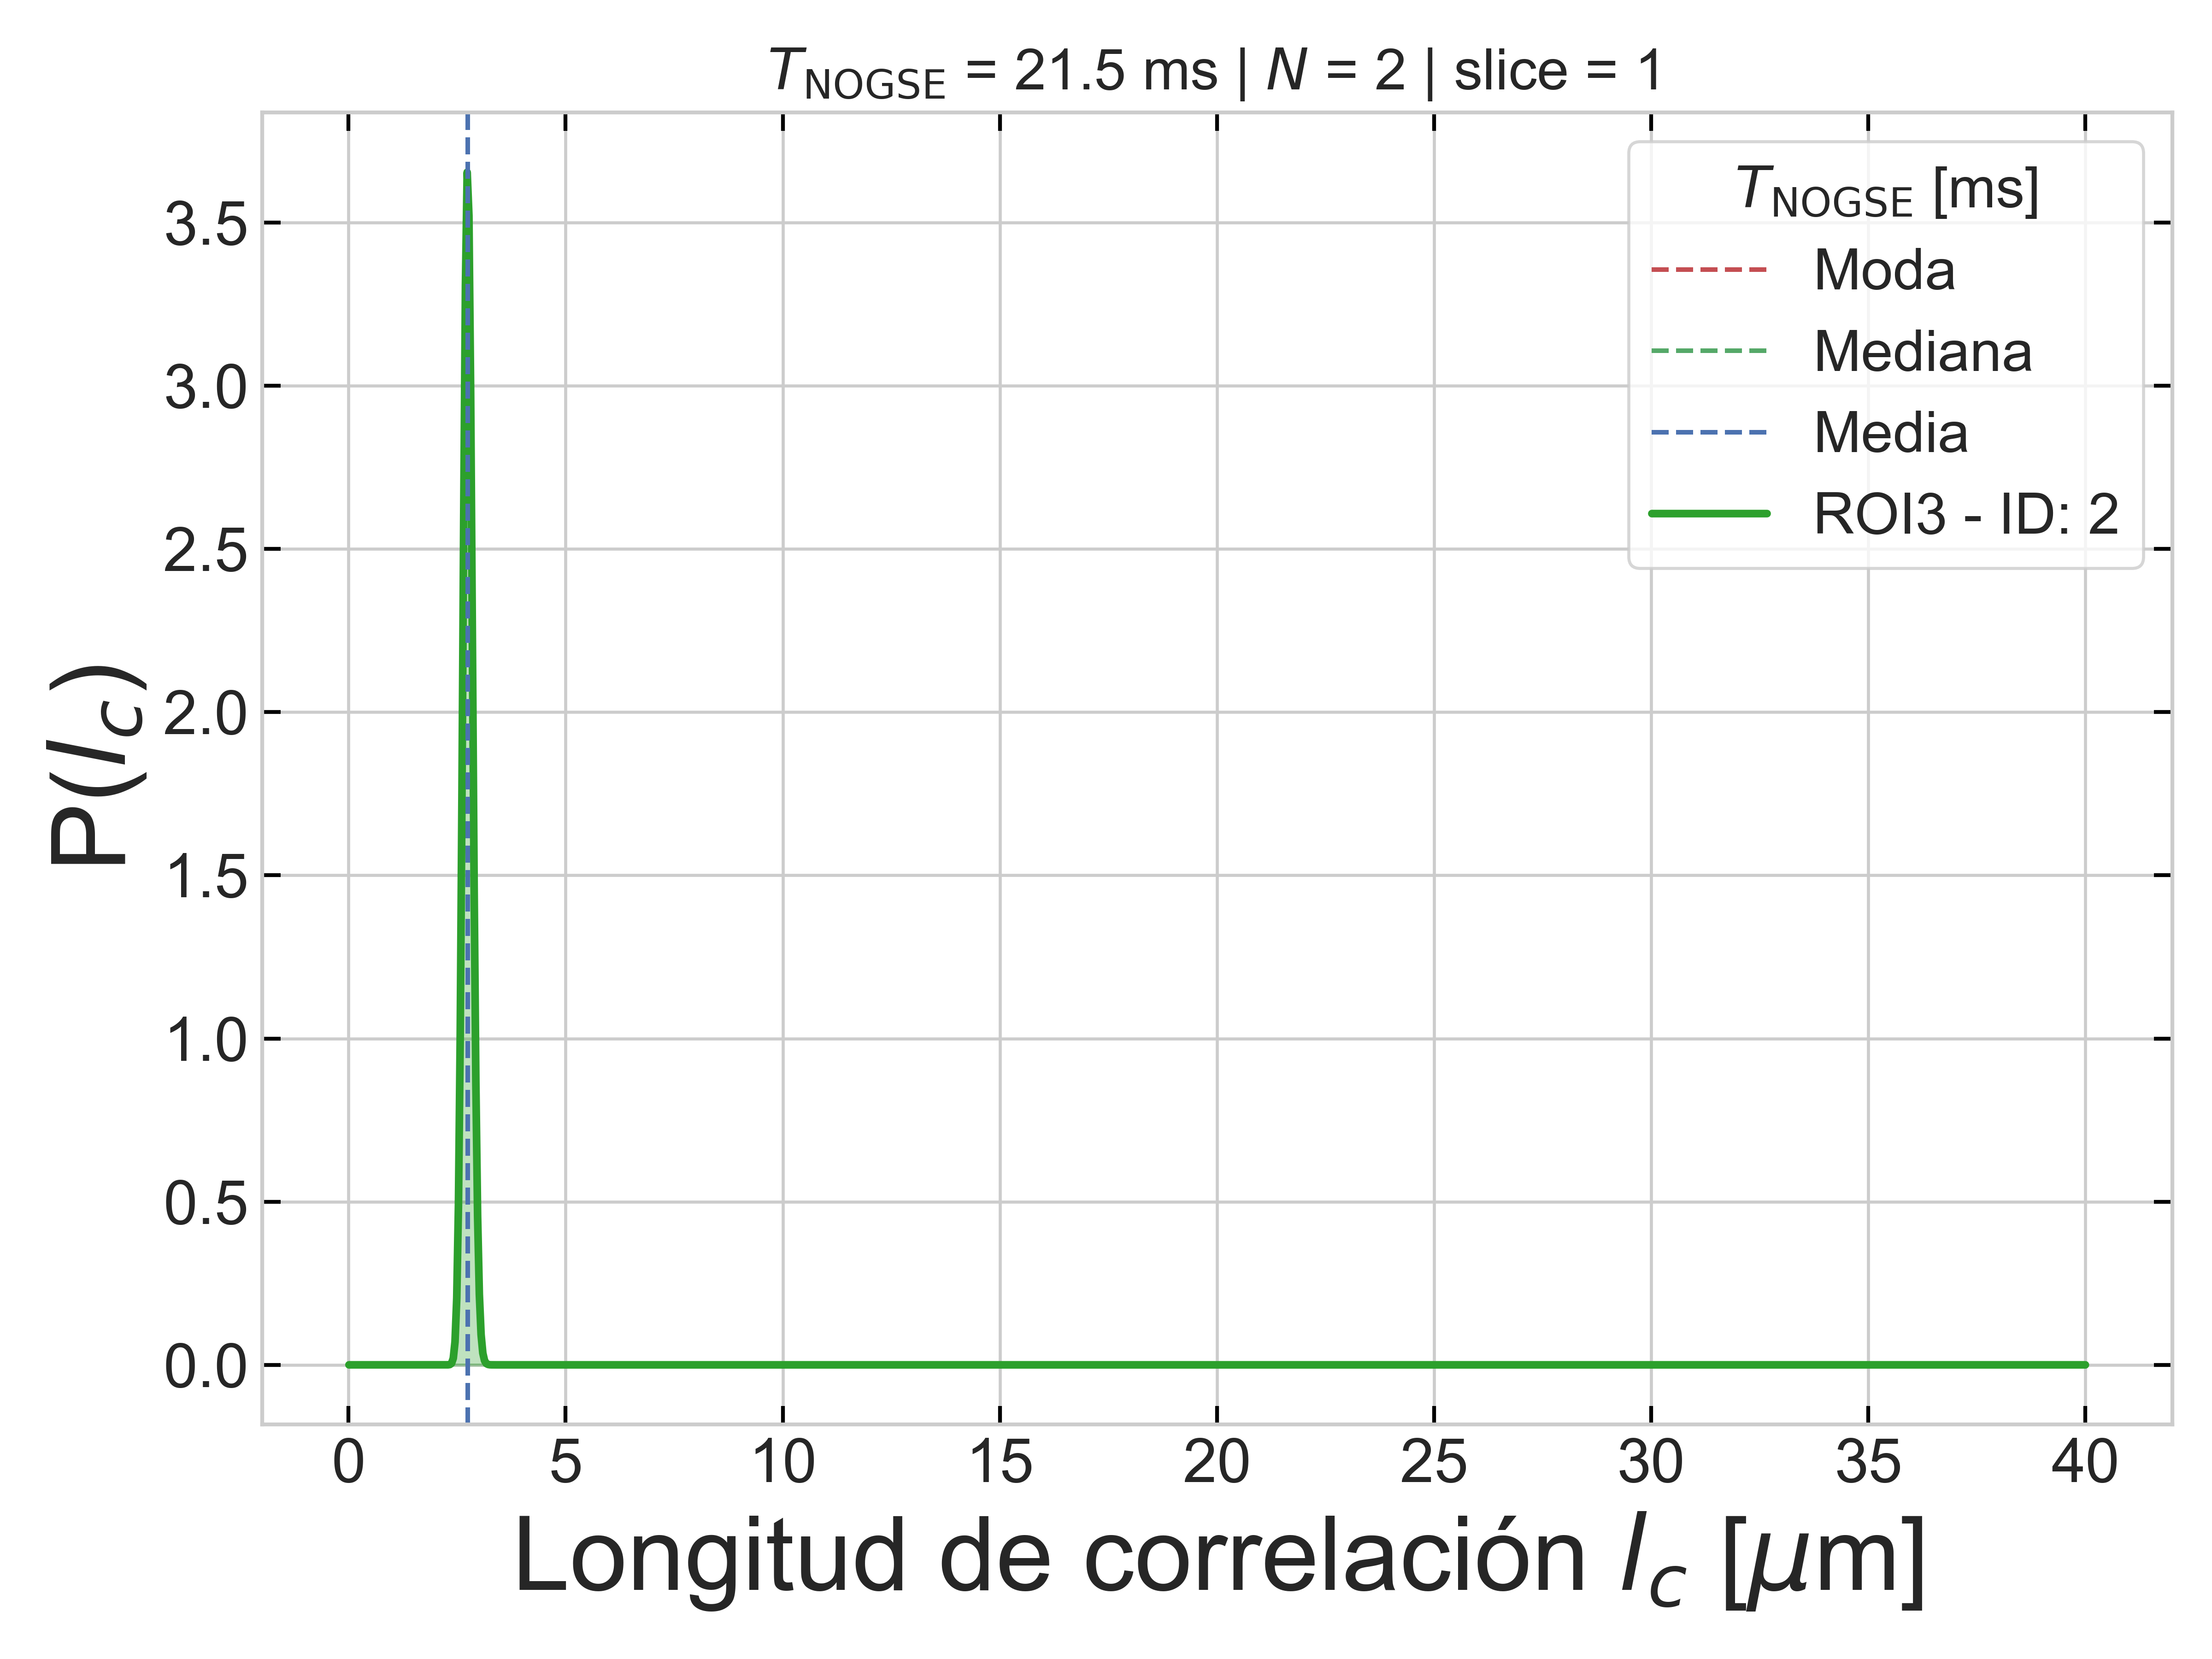 T_NOGSE = 21.5 ms | N = 2 | slice = 1
T_NOGSE [ms]
Moda
Mediana
Media
ROI3 - ID: 2
P(l_c)
3.5
3.0
2.5
2.0
1.5
1.0
0.5
0.0
0 5 10 15 20 25 30 35 40
Longitud de correlación l_c [μm]